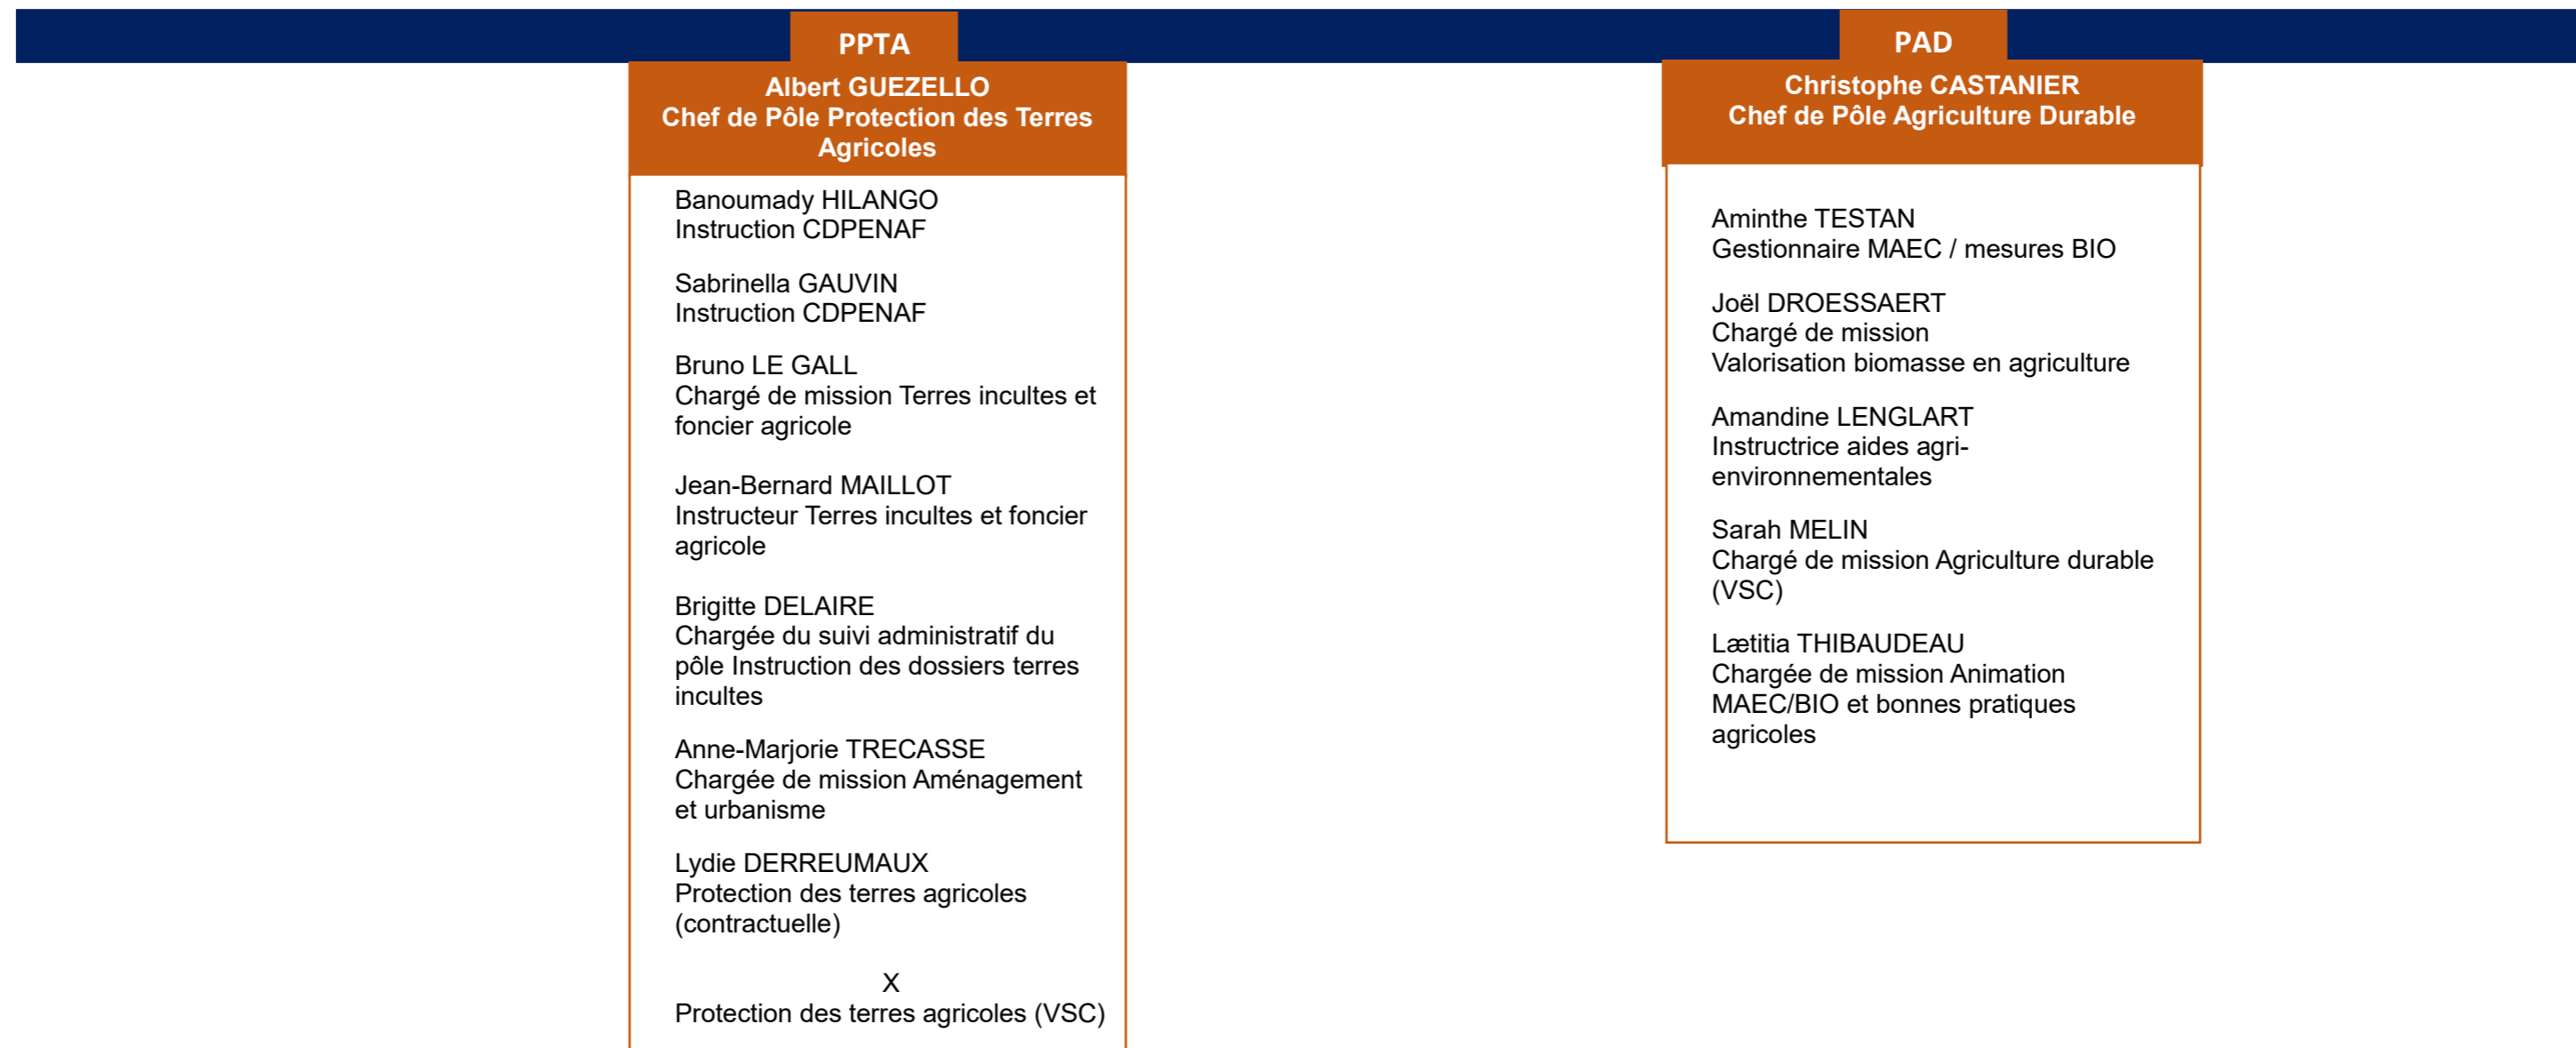 PPTA
Albert GUEZELLO
Chef de Pôle Protection des Terres
Agricoles
Banoumady HILANGO
Instruction CDPENAF
Sabrinella GAUVIN
Instruction CDPENAF
Bruno LE GALL
Chargé de mission Terres incultes et
foncier agricole
Jean-Bernard MAILLOT
Instructeur Terres incultes et foncier
agricole
Brigitte DELAIRE
Chargée du suivi administratif du
pôle Instruction des dossiers terres
incultes
Anne-Marjorie TRECASSE
Chargée de mission Aménagement
et urbanisme
Lydie DERREUMAUX
Protection des terres agricoles
(contractuelle)
X
Protection des terres agricoles (VSC)
PAD
Christophe CASTANIER
Chef de Pôle Agriculture Durable
Aminthe TESTAN
Gestionnaire MAEC / mesures BIO
Joël DROESSAERT
Chargé de mission
Valorisation biomasse en agriculture
Amandine LENGLART
Instructrice aides agri-
environnementales
Sarah MELIN
Chargé de mission Agriculture durable
(VSC)
Lætitia THIBAUDEAU
Chargée de mission Animation
MAEC/BIO et bonnes pratiques
agricoles